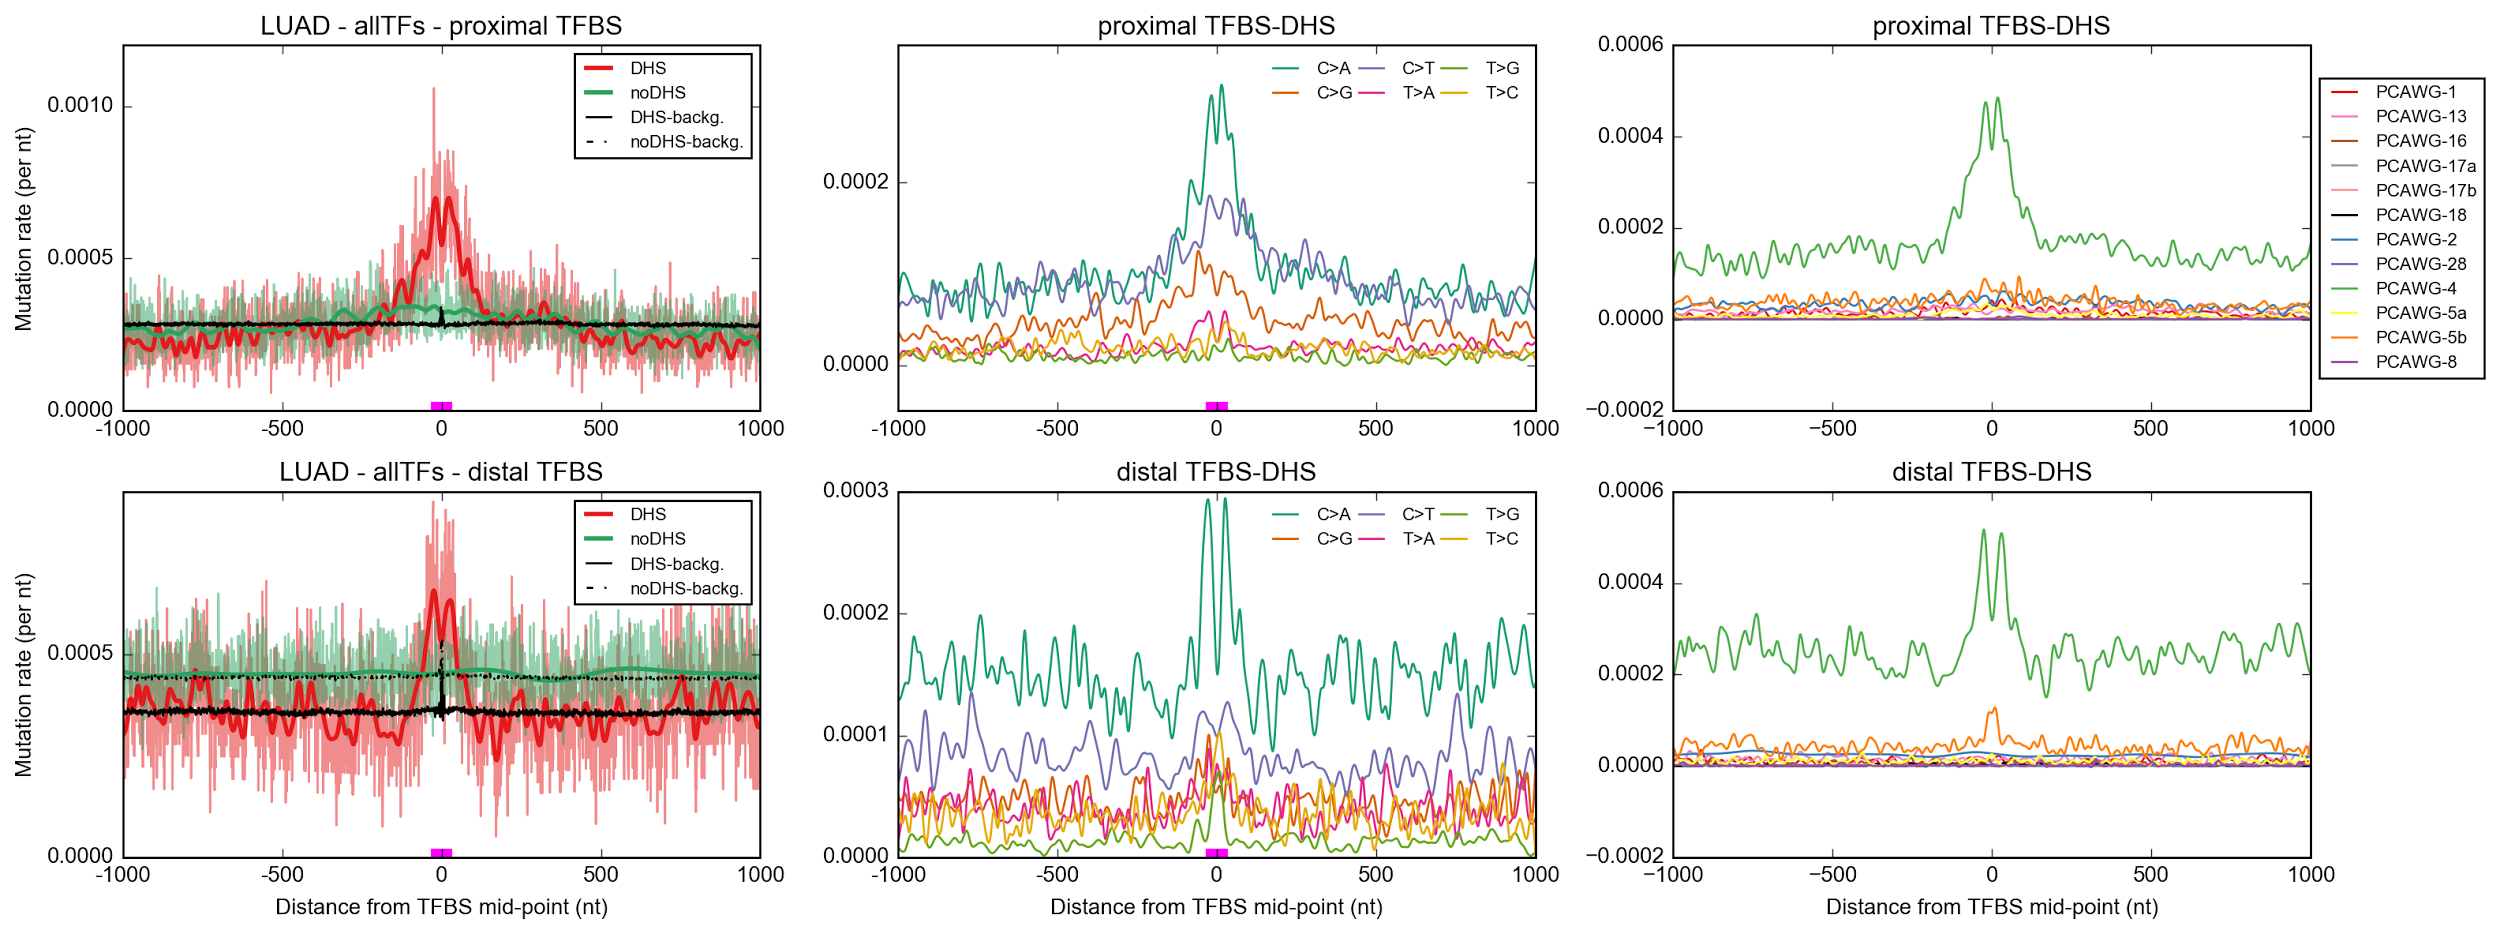 LUAD - allTFs - proximal TFBS
Mutation rate (per nt)
0.0010
0.0005
0.0000
-1000 -500 0 500 1000
DHS
noDHS
DHS-backg.
noDHS-backg.
proximal TFBS-DHS
0.0002
0.0000
-1000 -500 0 500 1000
C>A C>T T>G
C>G T>A T>C
proximal TFBS-DHS
0.0006
0.0004
0.0002
0.0000
−0.0002
−1000 −500 0 500 1000
PCAWG-1
PCAWG-13
PCAWG-16
PCAWG-17a
PCAWG-17b
PCAWG-18
PCAWG-2
PCAWG-28
PCAWG-4
PCAWG-5a
PCAWG-5b
PCAWG-8
LUAD - allTFs - distal TFBS
Mutation rate (per nt)
0.0005
0.0000
-1000 -500 0 500 1000
Distance from TFBS mid-point (nt)
DHS
noDHS
DHS-backg.
noDHS-backg.
distal TFBS-DHS
0.0003
0.0002
0.0001
0.0000
-1000 -500 0 500 1000
Distance from TFBS mid-point (nt)
C>A C>T T>G
C>G T>A T>C
distal TFBS-DHS
0.0006
0.0004
0.0002
0.0000
−0.0002
−1000 −500 0 500 1000
Distance from TFBS mid-point (nt)